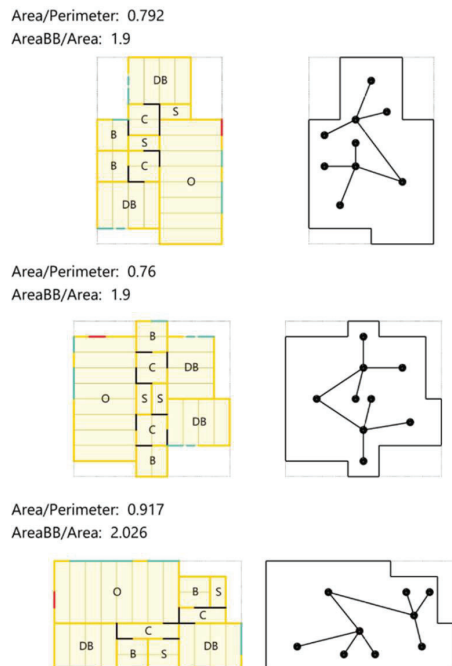 Area/Perimeter: 0.792
AreaBB/Area: 1.9
DB
C
S
B
S
B
C
O
DB
Area/Perimeter: 0.76
AreaBB/Area: 1.9
B
C
DB
O
S
S
DB
C
B
Area/Perimeter: 0.917
AreaBB/Area: 2.026
O
B
S
C
C
DB
B
S
DB